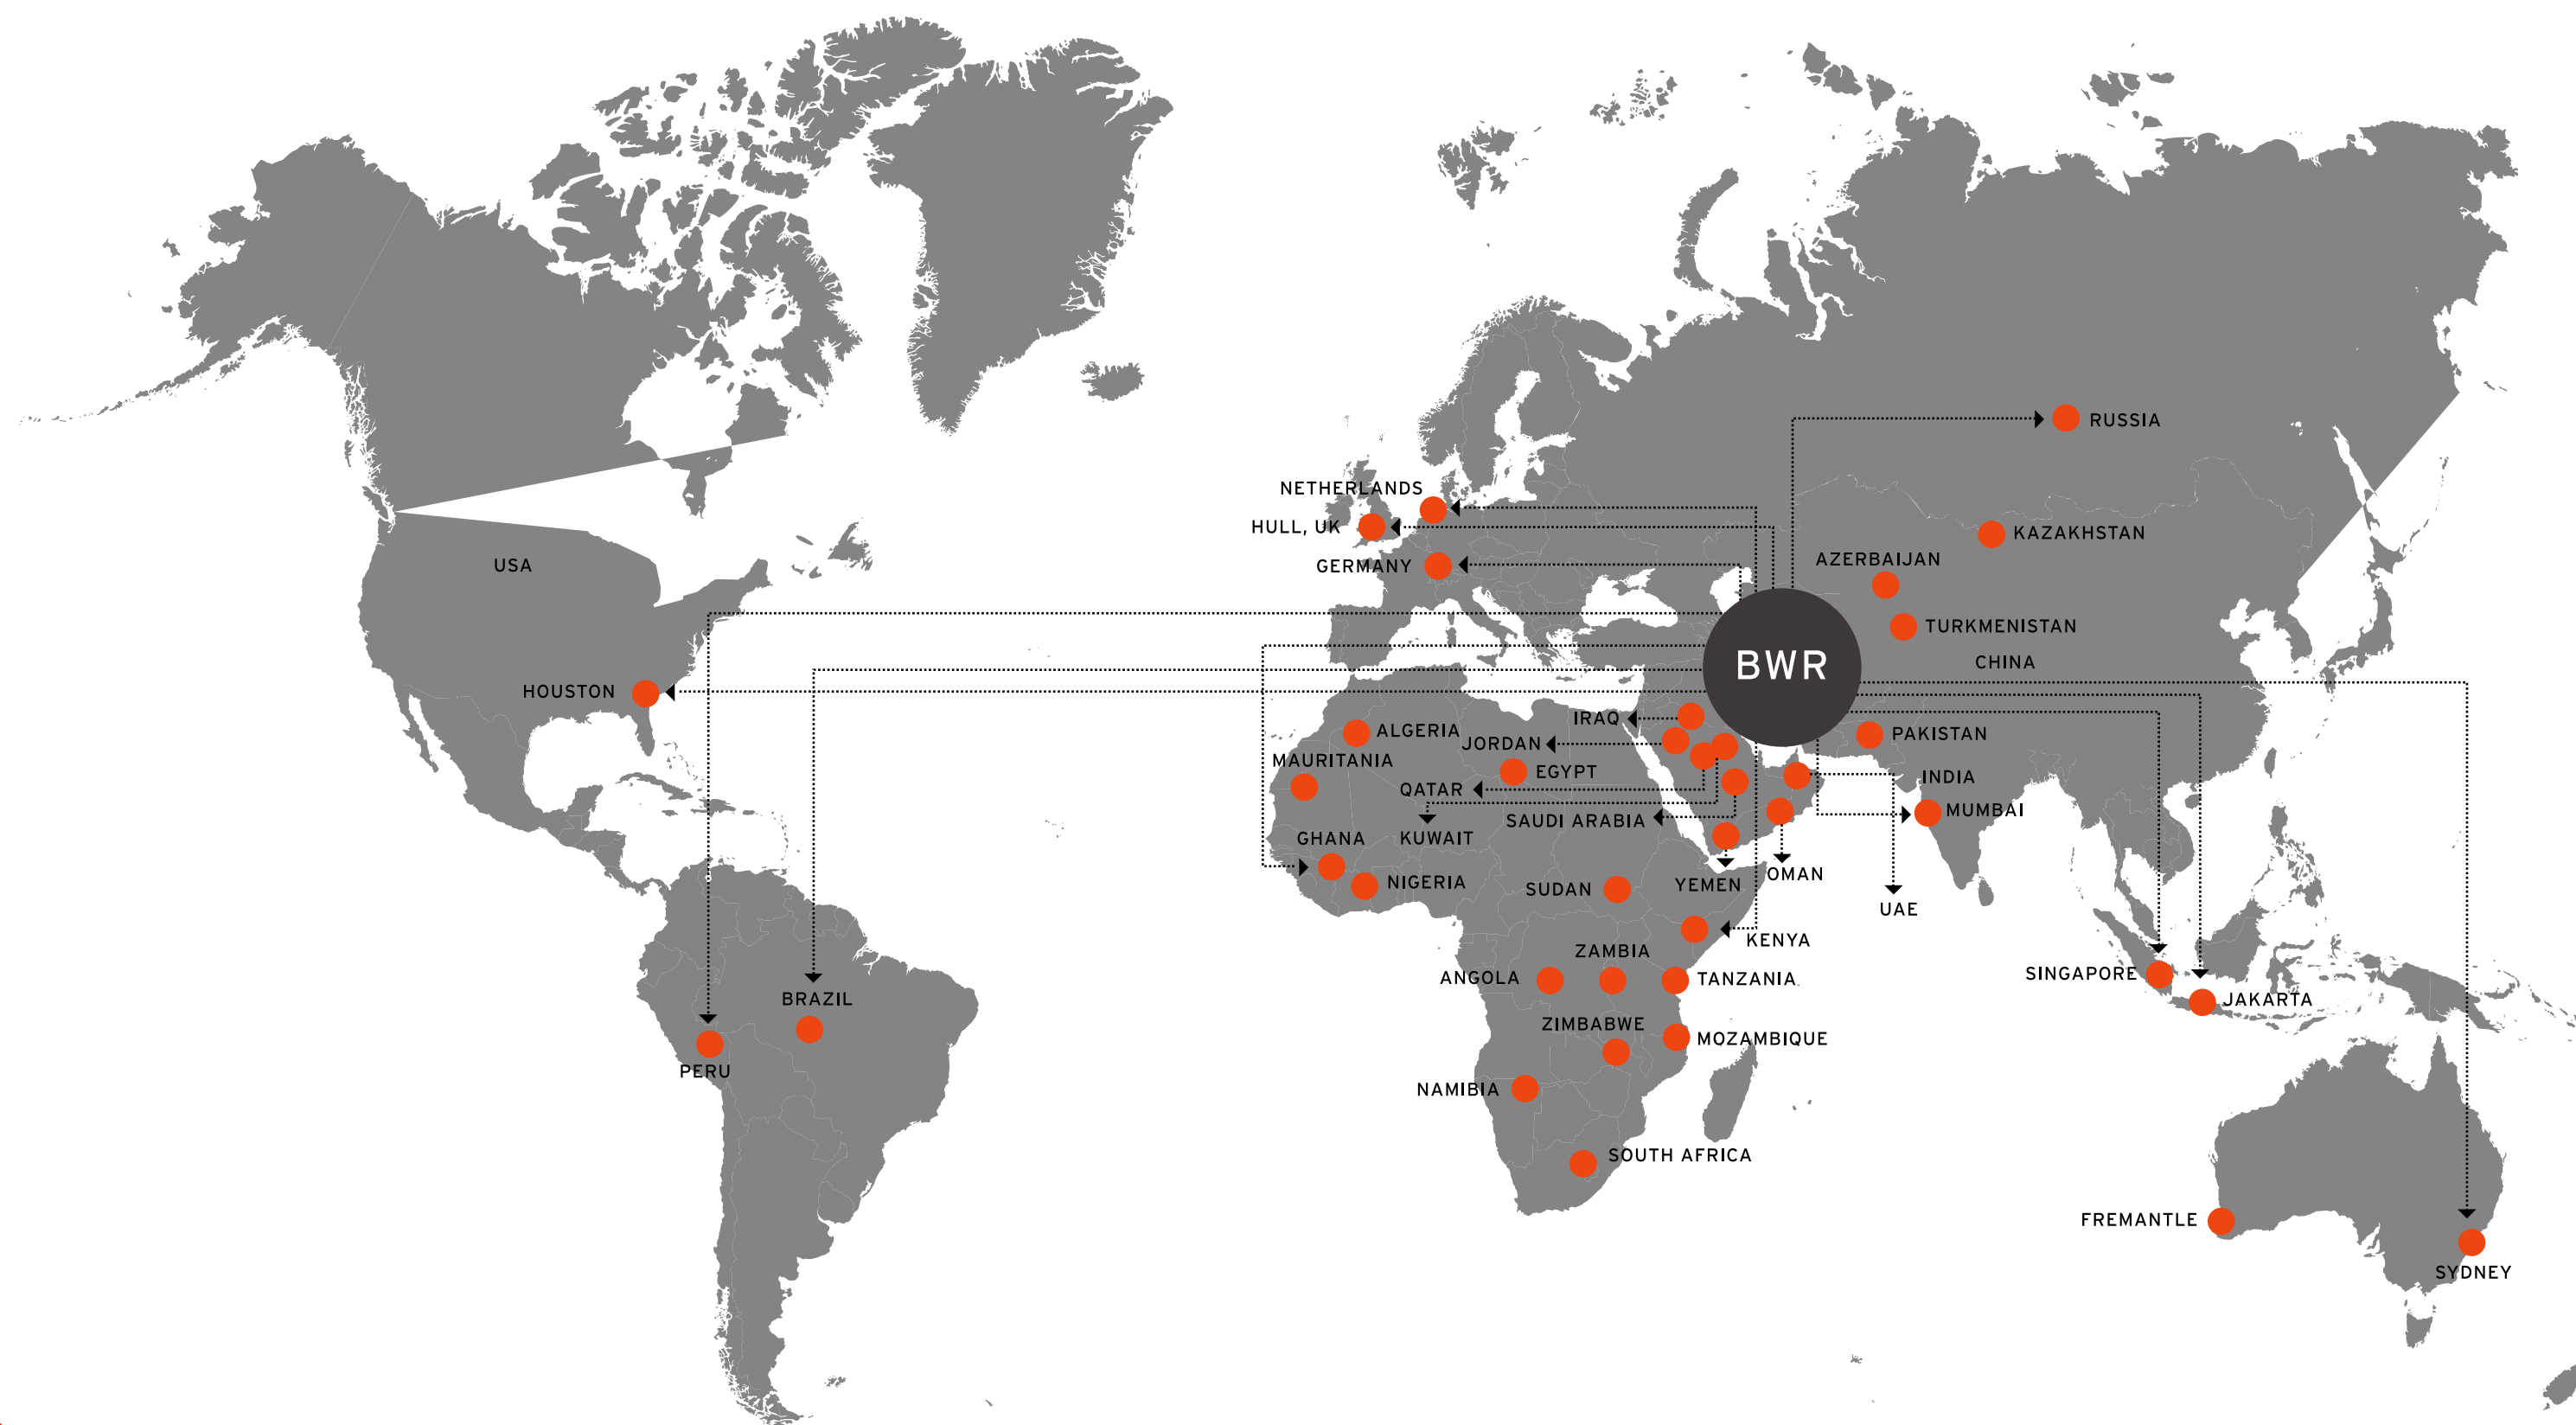 RUSSIA
NETHERLANDS
HULL, UK
KAZAKHSTAN
AZERBAIJAN
USA
GERMANY
TURKMENISTAN
BWR
CHINA
HOUSTON
IRAQ
ALGERIA
PAKISTAN
JORDAN
MAURITANIA
EGYPT
INDIA
QATAR
MUMBAI
SAUDI ARABIA
GHANA
KUWAIT
OMAN
NIGERIA
SUDAN
YEMEN
UAE
KENYA
ZAMBIA
SINGAPORE
ANGOLA
TANZANIA
BRAZIL
JAKARTA
ZIMBABWE
MOZAMBIQUE
PERU
NAMIBIA
SOUTH AFRICA
FREMANTLE
SYDNEY